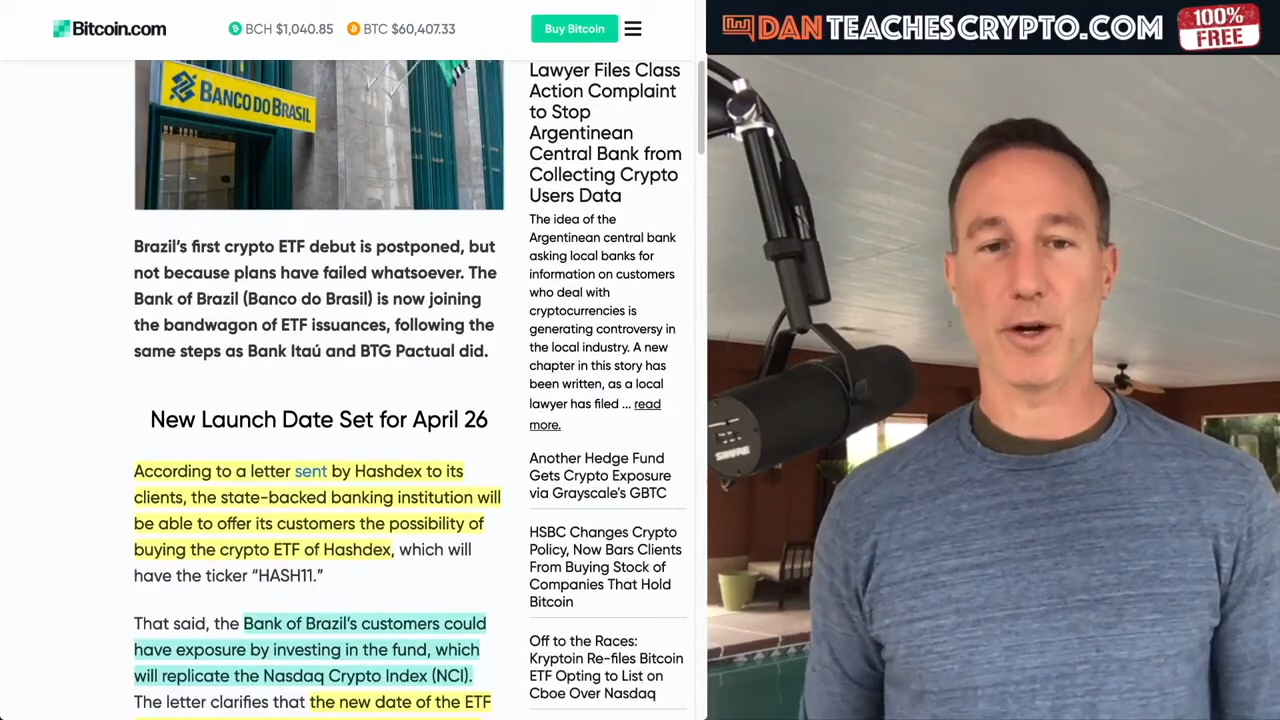 Bitcoin.com
BCH $1,040.85
BTC $60,407.33
Buy Bitcoin
BANCO DO BRASIL
Brazil’s first crypto ETF debut is postponed, but
not because plans have failed whatsoever. The
Bank of Brazil (Banco do Brasil) is now joining
the bandwagon of ETF issuances, following the
same steps as Bank Itaú and BTG Pactual did.
New Launch Date Set for April 26
According to a letter sent by Hashdex to its
clients, the state-backed banking institution will
be able to offer its customers the possibility of
buying the crypto ETF of Hashdex, which will
have the ticker “HASH11.”
That said, the Bank of Brazil’s customers could
have exposure by investing in the fund, which
will replicate the Nasdaq Crypto Index (NCI).
The letter clarifies that the new date of the ETF
Lawyer Files Class
Action Complaint
to Stop
Argentinean
Central Bank from
Collecting Crypto
Users Data
The idea of the
Argentinean central bank
asking local banks for
information on customers
who deal with
cryptocurrencies is
generating controversy in
the local industry. A new
chapter in this story has
been written, as a local
lawyer has filed ... read
more.
Another Hedge Fund
Gets Crypto Exposure
via Grayscale's GBTC
HSBC Changes Crypto
Policy, Now Bars Clients
From Buying Stock of
Companies That Hold
Bitcoin
Off to the Races:
Kryptoin Re-files Bitcoin
ETF Opting to List on
Cboe Over Nasdaq
DANTEACHESCRYPTO.COM
100%
FREE
SHURE